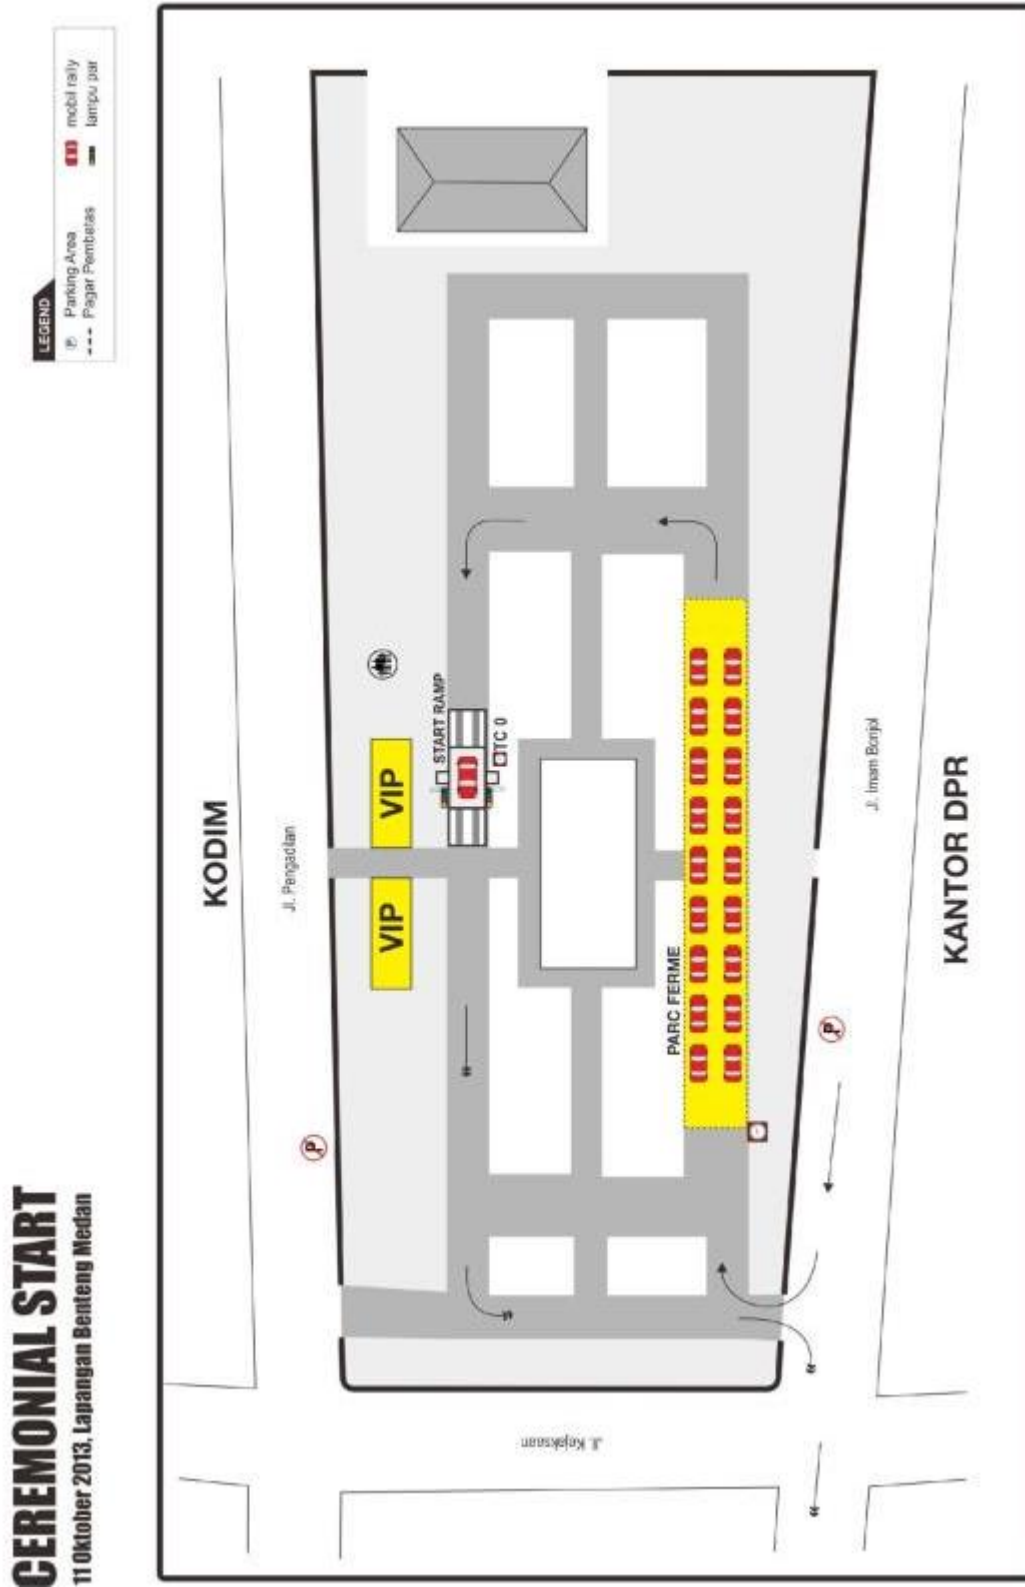 CEREMONIAL START
11 Oktober 2013, Lapangan Benteng Medan
LEGEND
P Parking Area
Pagar Pembatas
mobil rally
lampu par
KODIM
Jl. Pengadilan
P
VIP
VIP
START RAMP
TC 0
PARC FERME
P
Jl. Imam Bonjol
KANTOR DPR
Jl. Kejaksaan